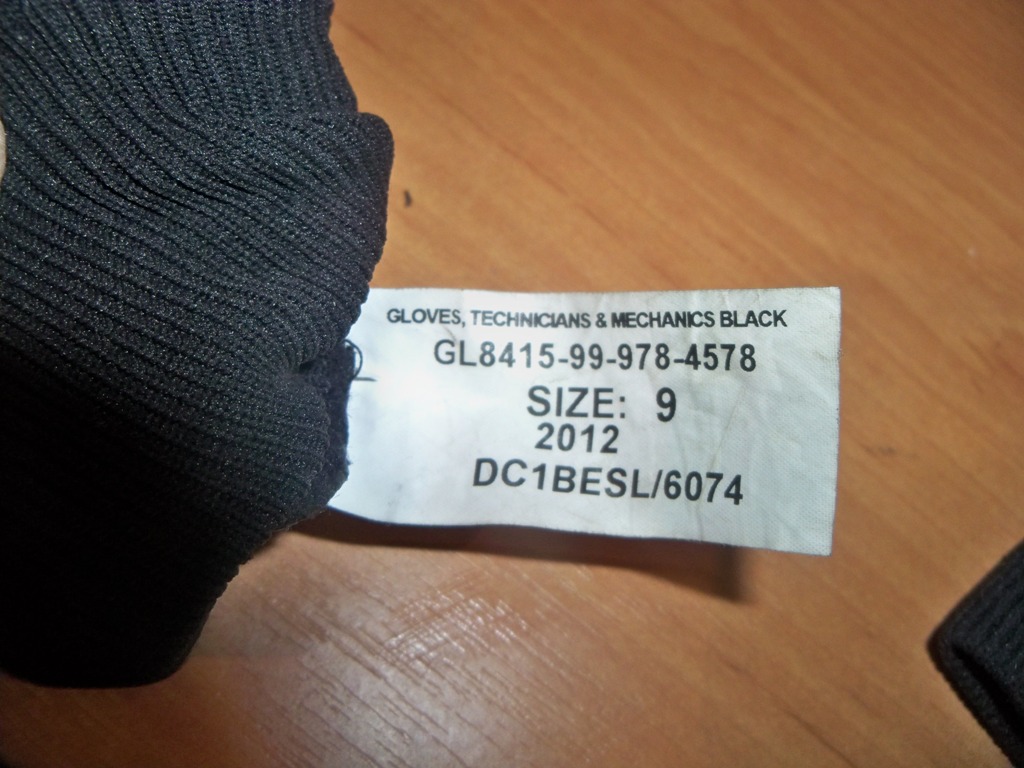 GLOVES, TECHNICIANS & MECHANICS BLACK
GL8415-99-978-4578
SIZE: 9
2012
DC1BESL/6074